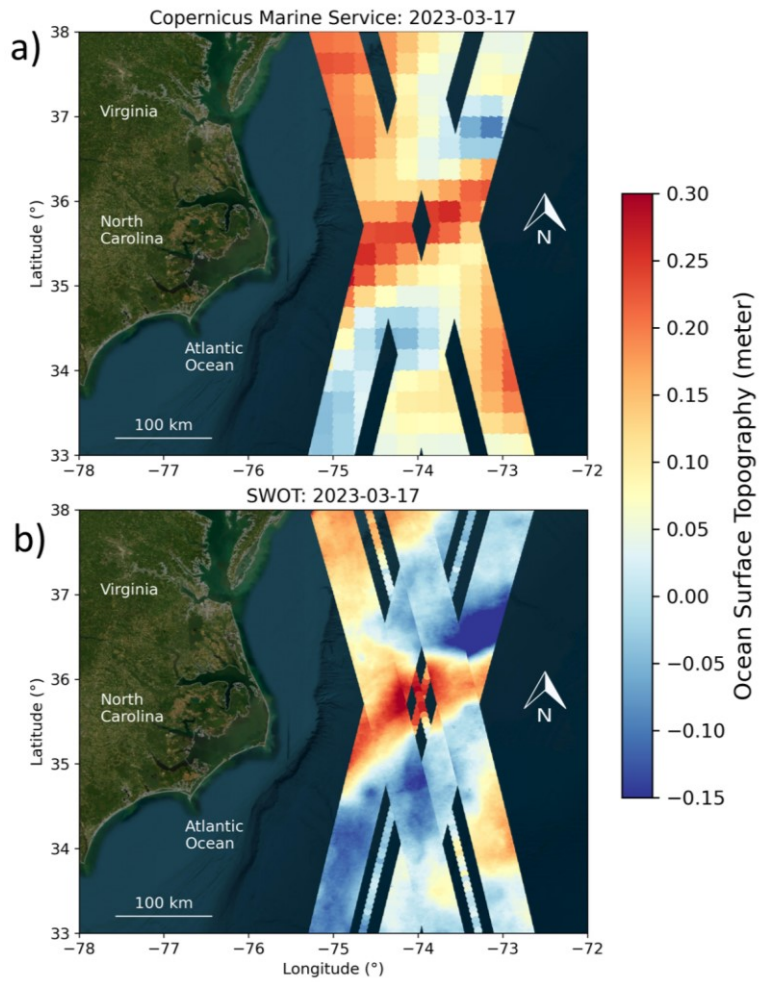 Copernicus Marine Service: 2023-03-17
a)
38
37
36
35
34
33
Latitude (°)
Virginia
North
Carolina
Atlantic
Ocean
100 km
N
−78
−77
−76
−75
−74
−73
−72
SWOT: 2023-03-17
b)
38
37
36
35
34
33
Latitude (°)
Virginia
North
Carolina
Atlantic
Ocean
100 km
N
−78
−77
−76
−75
−74
−73
−72
Longitude (°)
0.30
0.25
0.20
0.15
0.10
0.05
0.00
−0.05
−0.10
−0.15
Ocean Surface Topography (meter)